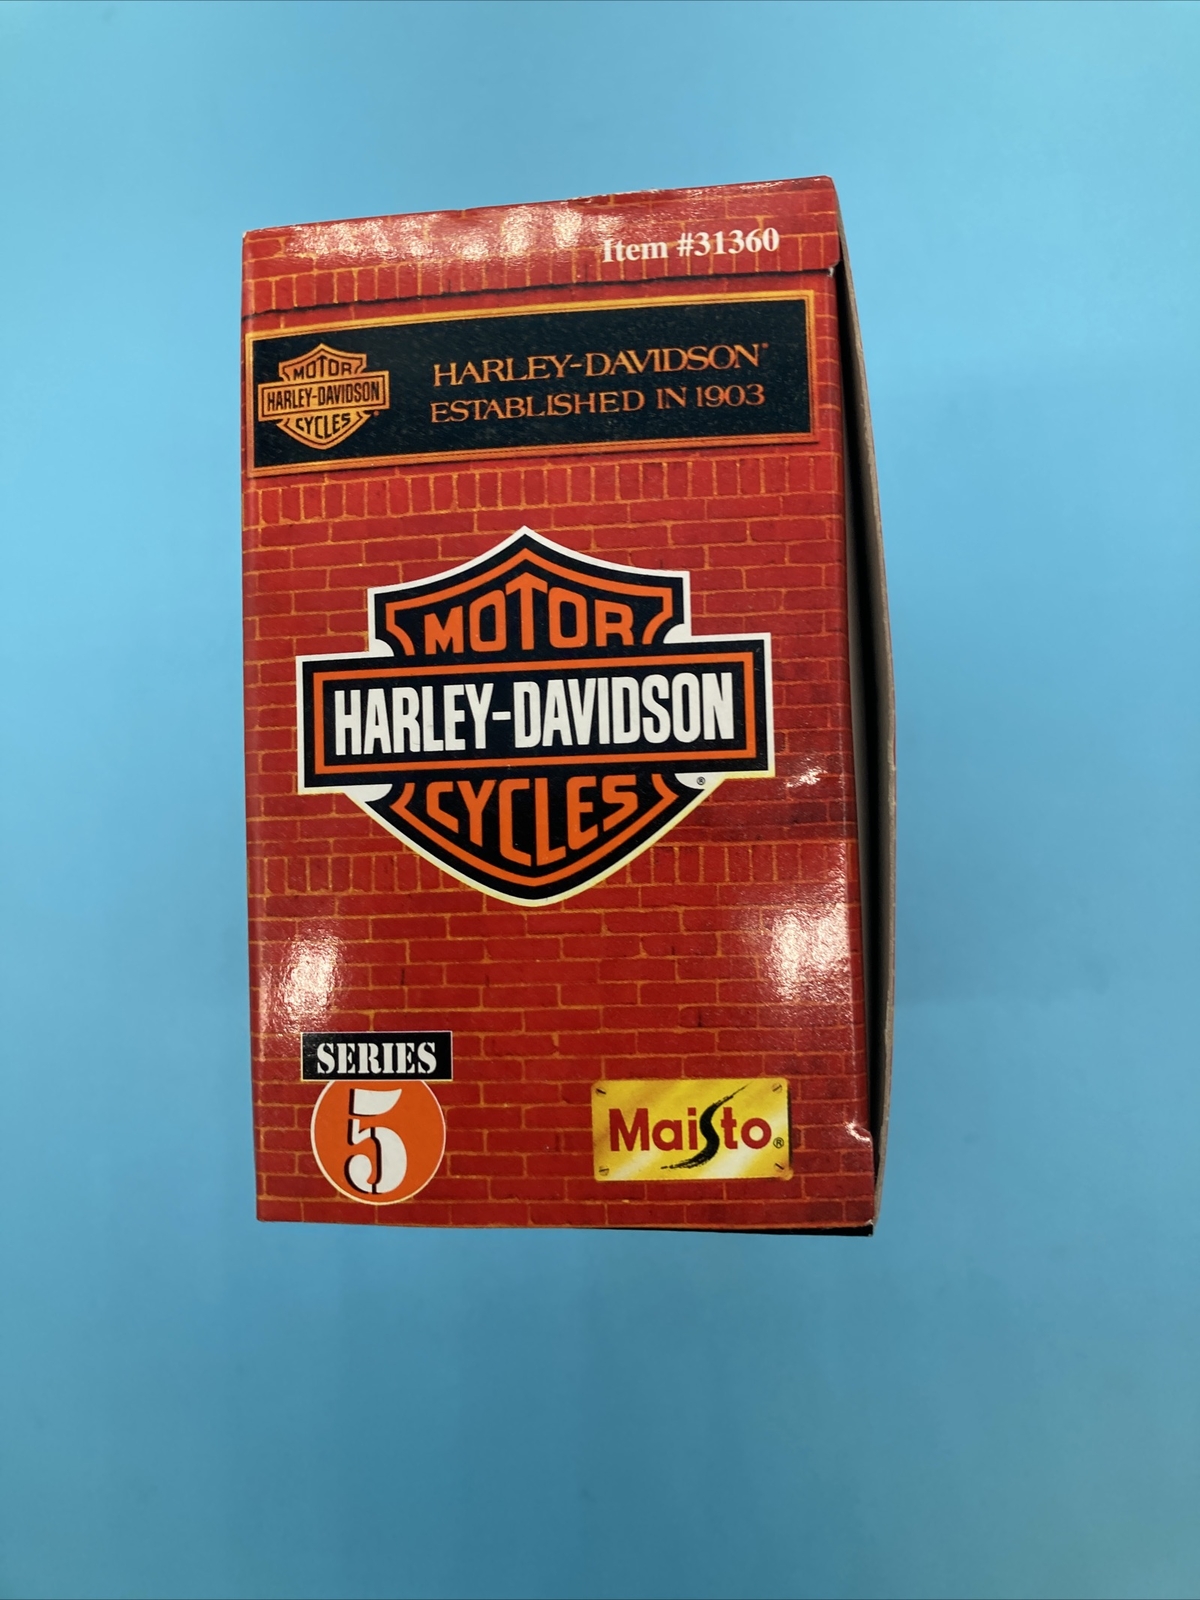 Item #31360
MOTOR
HARLEY-DAVIDSON
CYCLES
HARLEY-DAVIDSON®
ESTABLISHED IN 1903
MOTOR
HARLEY-DAVIDSON
CYCLES
®
SERIES
5
Maisto®